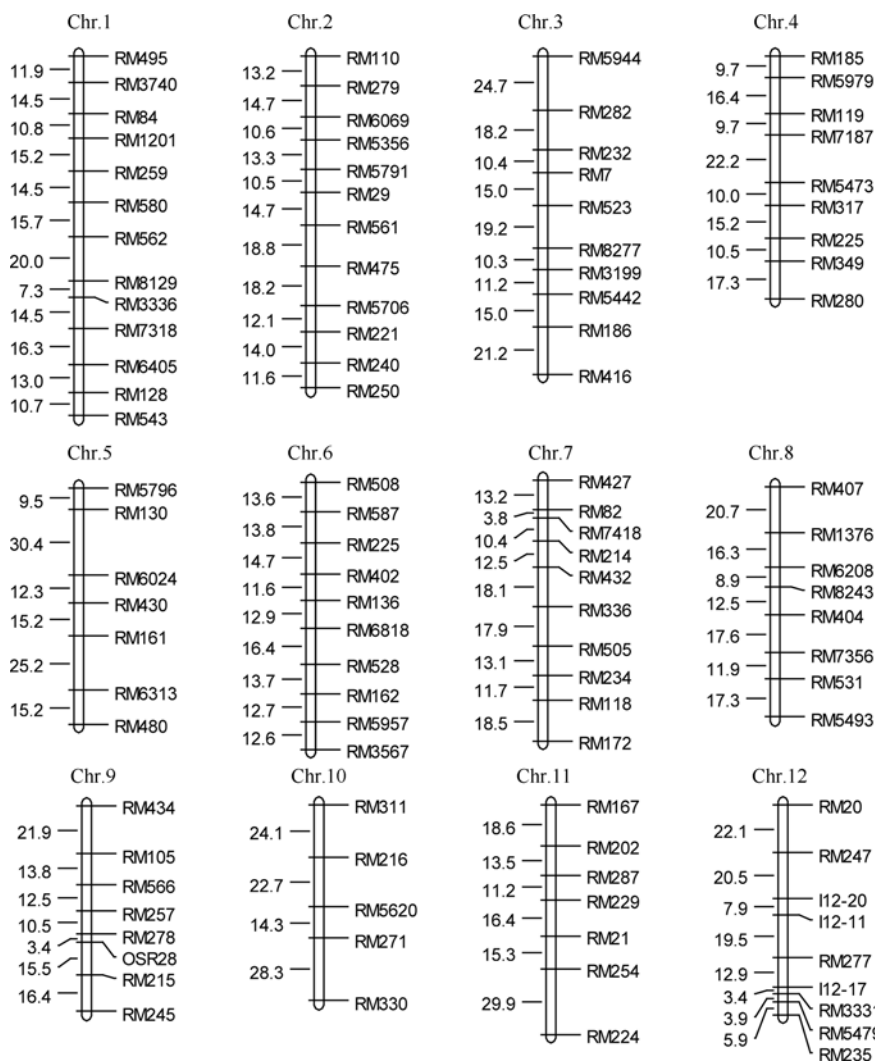 Chr.1
RM495
11.9
RM3740
14.5
RM84
10.8
RM1201
15.2
RM259
14.5
RM580
15.7
RM562
20.0
RM8129
7.3
RM3336
14.5
RM7318
16.3
RM6405
13.0
RM128
10.7
RM543
Chr.2
RM110
13.2
RM279
14.7
RM6069
10.6
RM5356
13.3
RM5791
10.5
RM29
14.7
RM561
18.8
RM475
18.2
RM5706
12.1
RM221
14.0
RM240
11.6
RM250
Chr.3
RM5944
24.7
RM282
18.2
RM232
10.4
RM7
15.0
RM523
19.2
RM8277
10.3
RM3199
11.2
RM5442
15.0
RM186
21.2
RM416
Chr.4
RM185
9.7
RM5979
16.4
RM119
9.7
RM7187
22.2
RM5473
10.0
RM317
15.2
RM225
10.5
RM349
17.3
RM280
Chr.5
RM5796
9.5
RM130
30.4
RM6024
12.3
RM430
15.2
RM161
25.2
RM6313
15.2
RM480
Chr.6
RM508
13.6
RM587
13.8
RM225
14.7
RM402
11.6
RM136
12.9
RM6818
16.4
RM528
13.7
RM162
12.7
RM5957
12.6
RM3567
Chr.7
RM427
13.2
RM82
3.8
RM7418
10.4
RM214
12.5
RM432
18.1
RM336
17.9
RM505
13.1
RM234
11.7
RM118
18.5
RM172
Chr.8
RM407
20.7
RM1376
16.3
RM6208
8.9
RM8243
12.5
RM404
17.6
RM7356
11.9
RM531
17.3
RM5493
Chr.9
RM434
21.9
RM105
13.8
RM566
12.5
RM257
10.5
RM278
3.4
OSR28
15.5
RM215
16.4
RM245
Chr.10
RM311
24.1
RM216
22.7
RM5620
14.3
RM271
28.3
RM330
Chr.11
RM167
18.6
RM202
13.5
RM287
11.2
RM229
16.4
RM21
15.3
RM254
29.9
RM224
Chr.12
RM20
22.1
RM247
20.5
I12-20
7.9
I12-11
19.5
RM277
12.9
I12-17
3.4
RM3331
3.9
RM5479
5.9
RM235